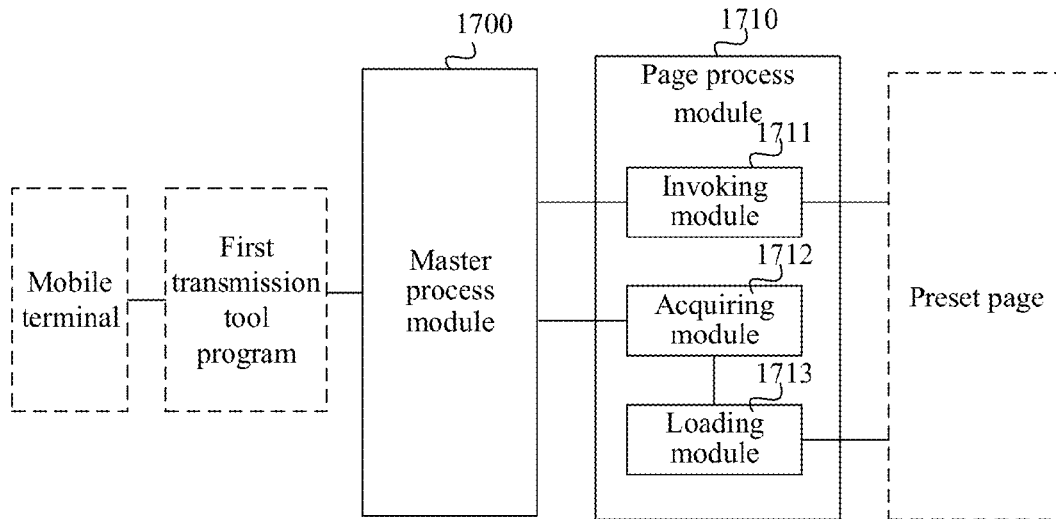 1700
1710
Page process
module
1711
Invoking
module
1712
Acquiring
module
1713
Loading
module
Mobile
terminal
First
transmission
tool
program
Master
process
module
Preset page